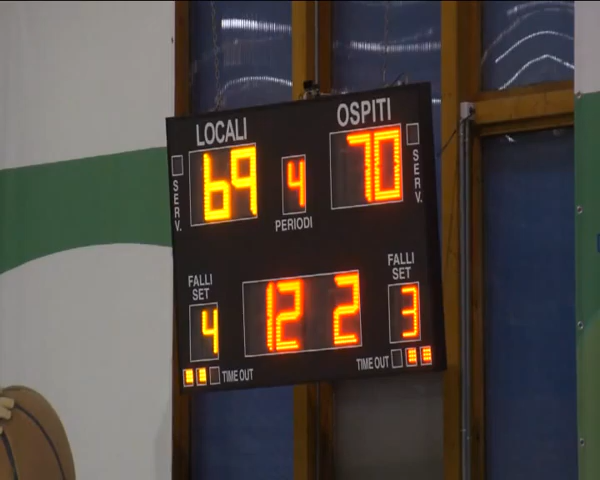 LOCALI
OSPITI
SERV.
69
4
70
SERV.
PERIODI
FALLI
SET
FALLI
SET
4
12 2
3
TIME OUT
TIME OUT